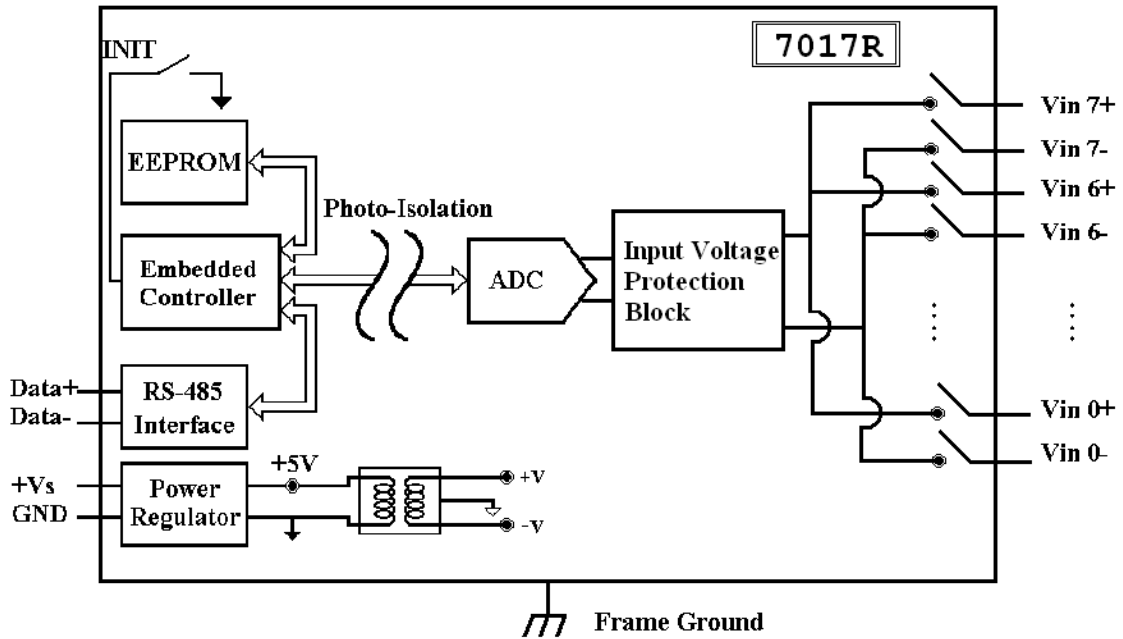 INIT
7017R
EEPROM
Photo-Isolation
Embedded
Controller
ADC
Input Voltage
Protection
Block
Vin 7+
Vin 7-
Vin 6+
Vin 6-
Data+
Data-
RS-485
Interface
Vin 0+
Vin 0-
+Vs
GND
Power
Regulator
+5V
+V
-V
Frame Ground